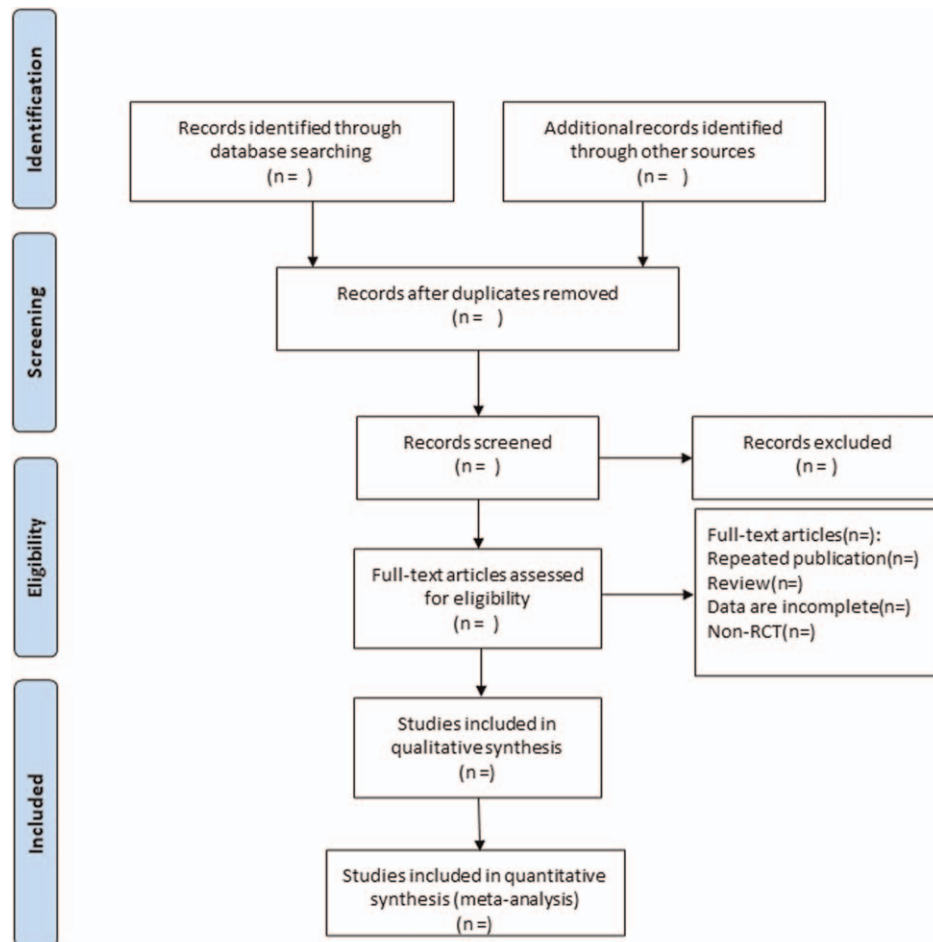 Identification
Records identified through
database searching
(n = )
Additional records identified
through other sources
(n = )
Screening
Records after duplicates removed
(n = )
Records screened
(n = )
Records excluded
(n = )
Eligibility
Full-text articles assessed
for eligibility
(n = )
Full-text articles(n=):
Repeated publication(n=)
Review(n=)
Data are incomplete(n=)
Non-RCT(n=)
Included
Studies included in
qualitative synthesis
(n =)
Studies included in quantitative
synthesis (meta-analysis)
(n =)